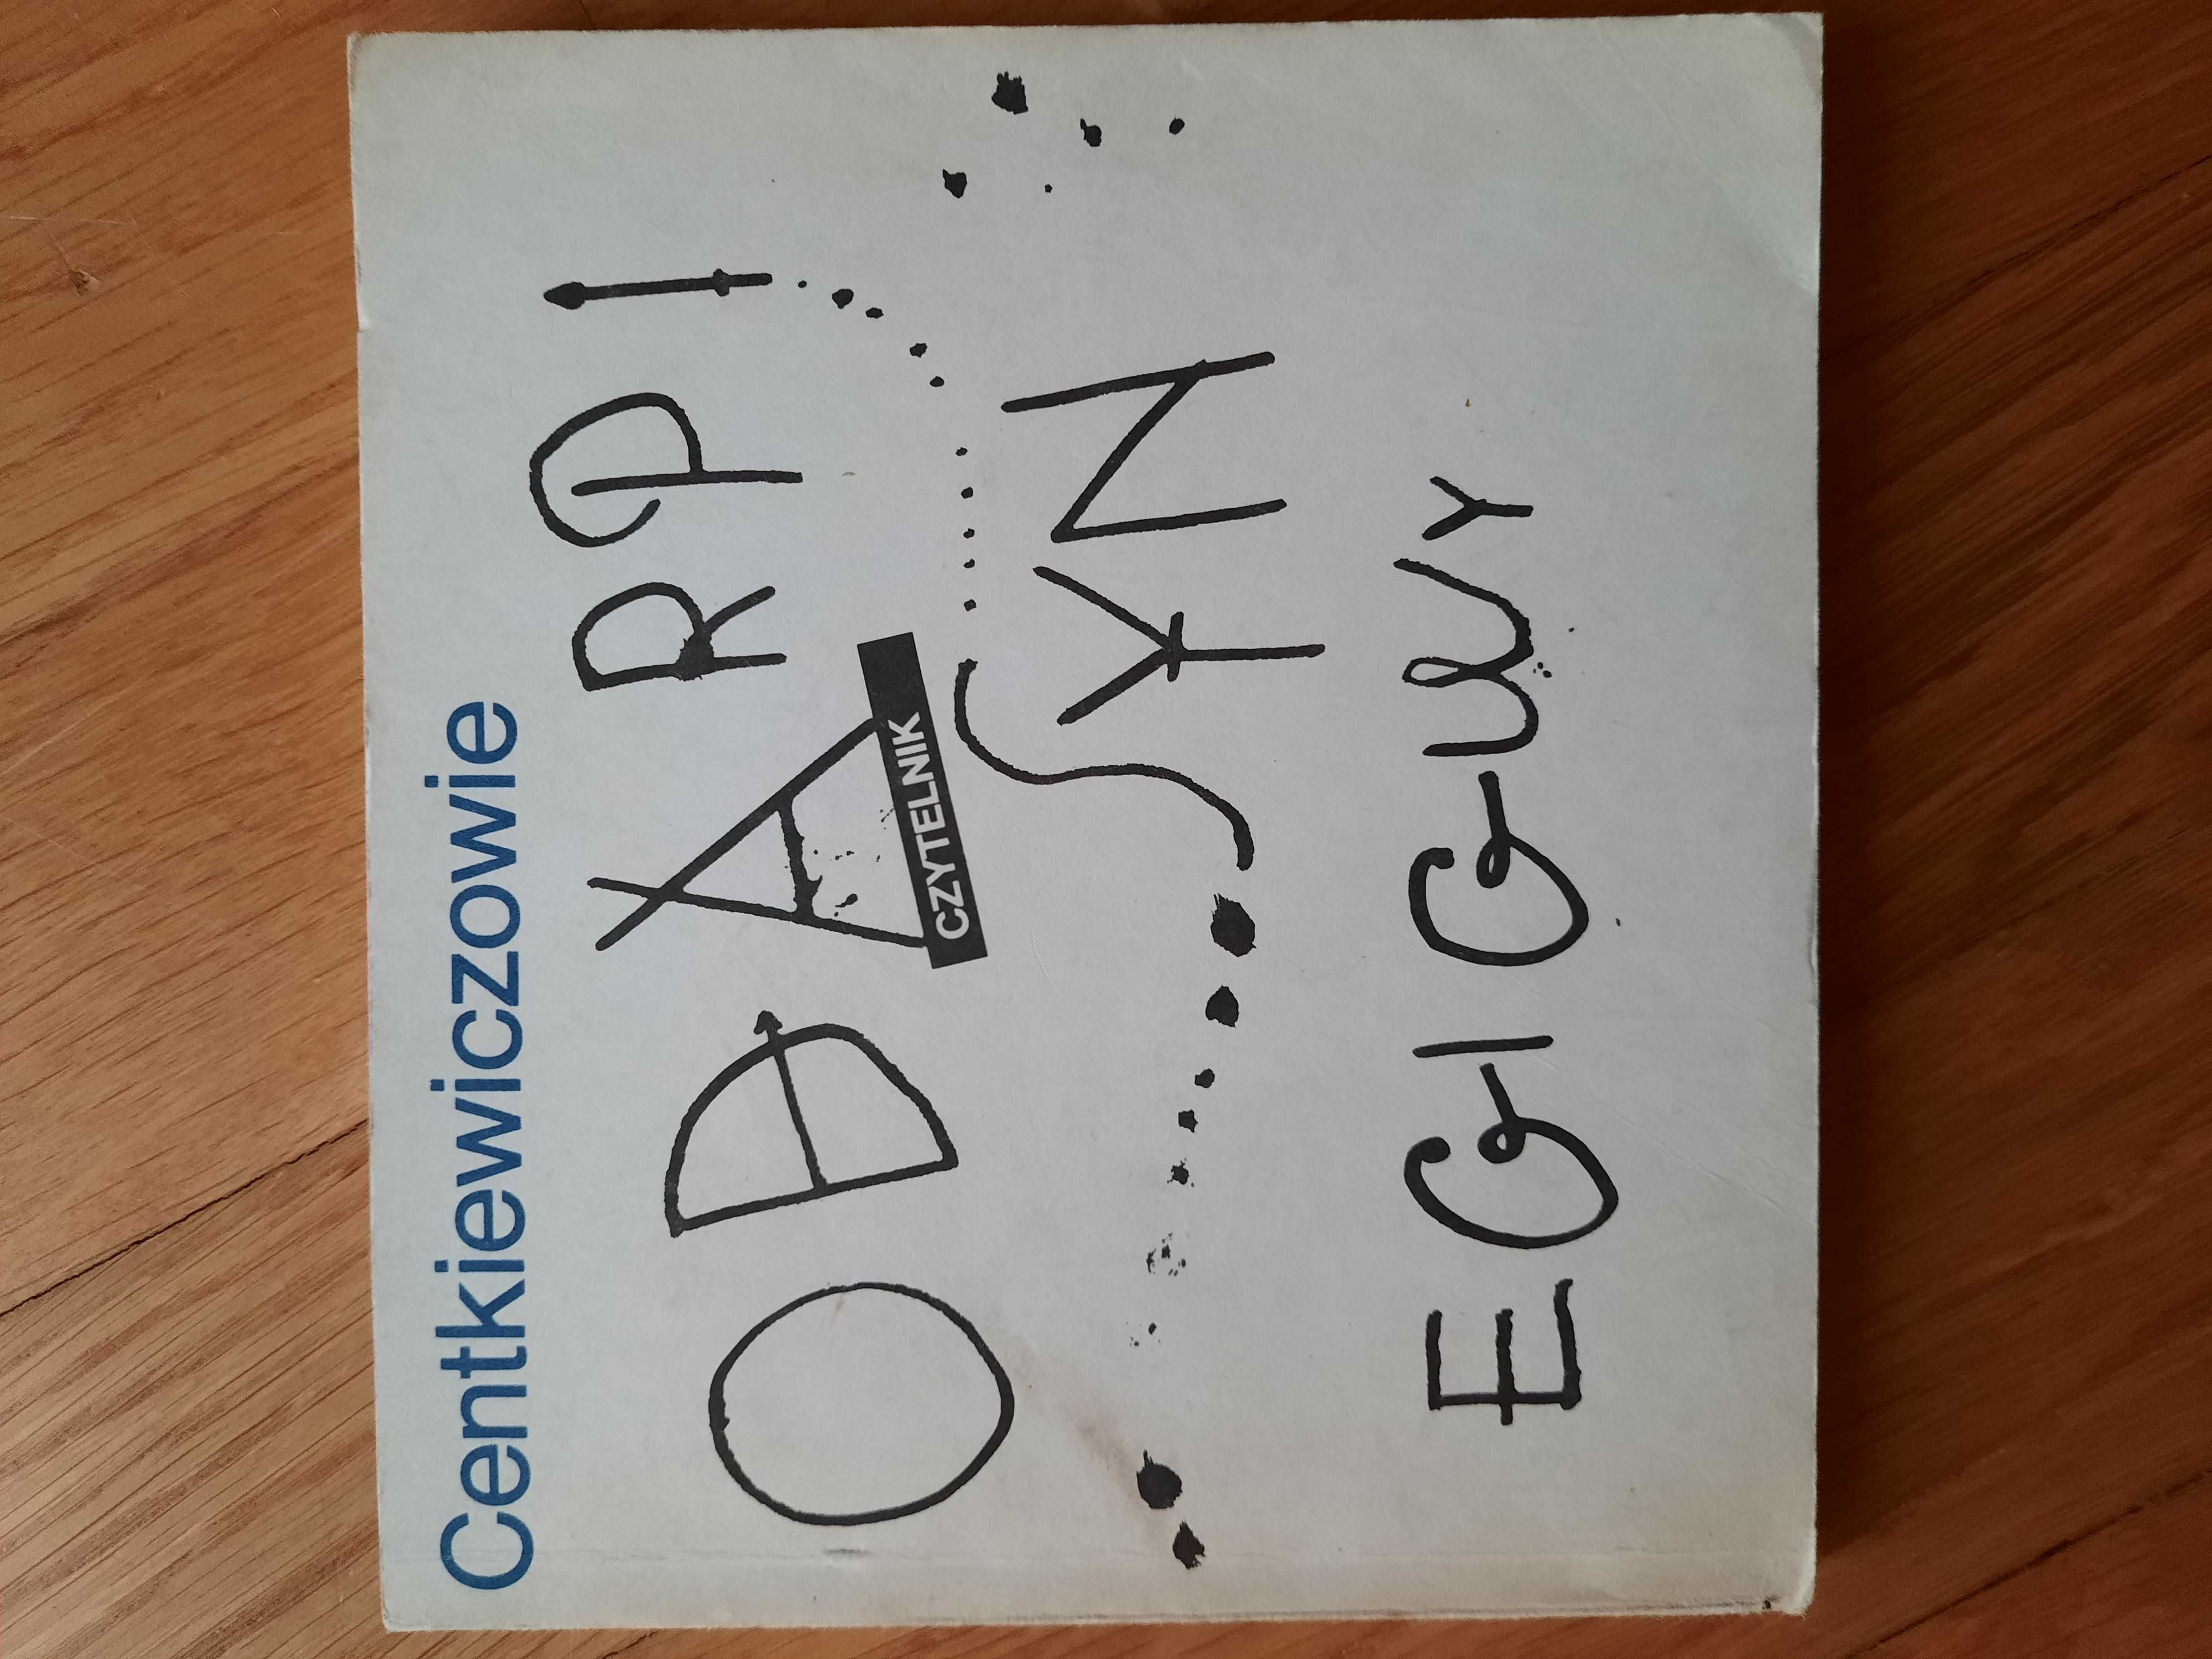 Centkiewiczowie
ODARPI
CZYTELNIK
SYN
EGIGWY